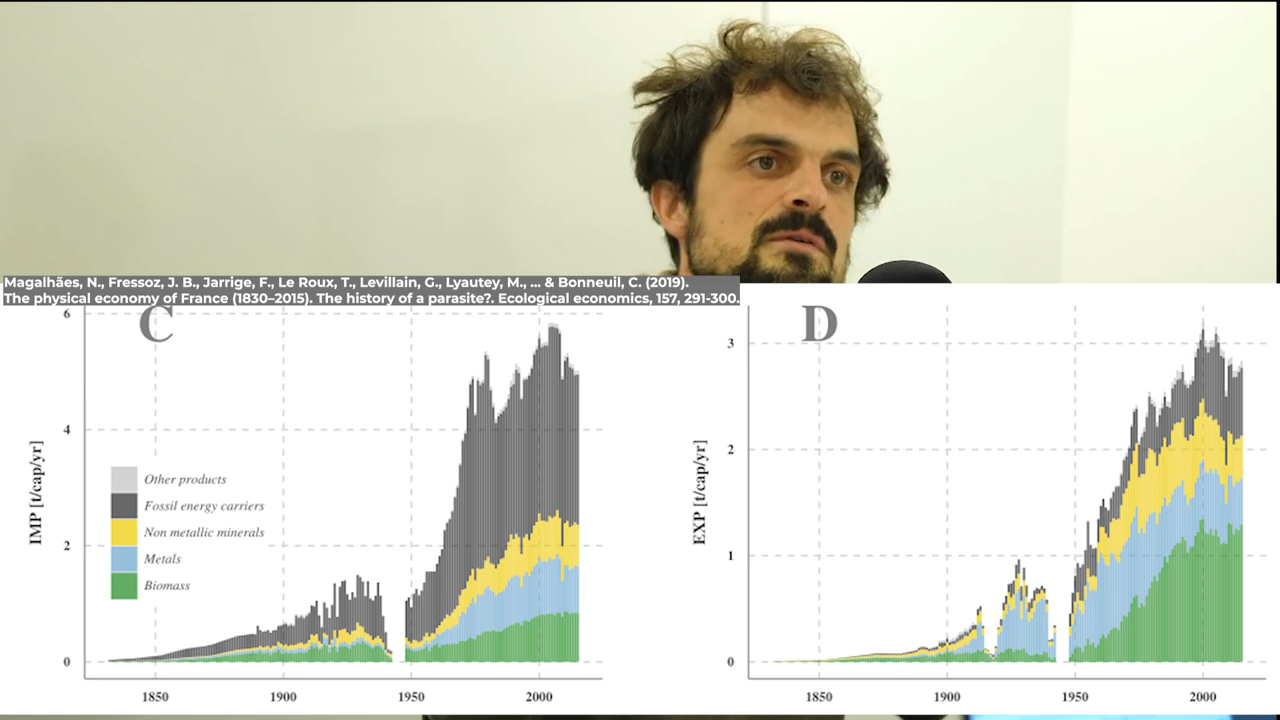 Magalhães, N., Fressoz, J. B., Jarrige, F., Le Roux, T., Levillain, G., Lyautey, M., ... & Bonneuil, C. (2019).
The physical economy of France (1830–2015). The history of a parasite?. Ecological economics, 157, 291-300.
C
IMP [t/cap/yr]
6
4
2
0
Other products
Fossil energy carriers
Non metallic minerals
Metals
Biomass
1850 1900 1950 2000
D
EXP [t/cap/yr]
3
2
1
0
1850 1900 1950 2000